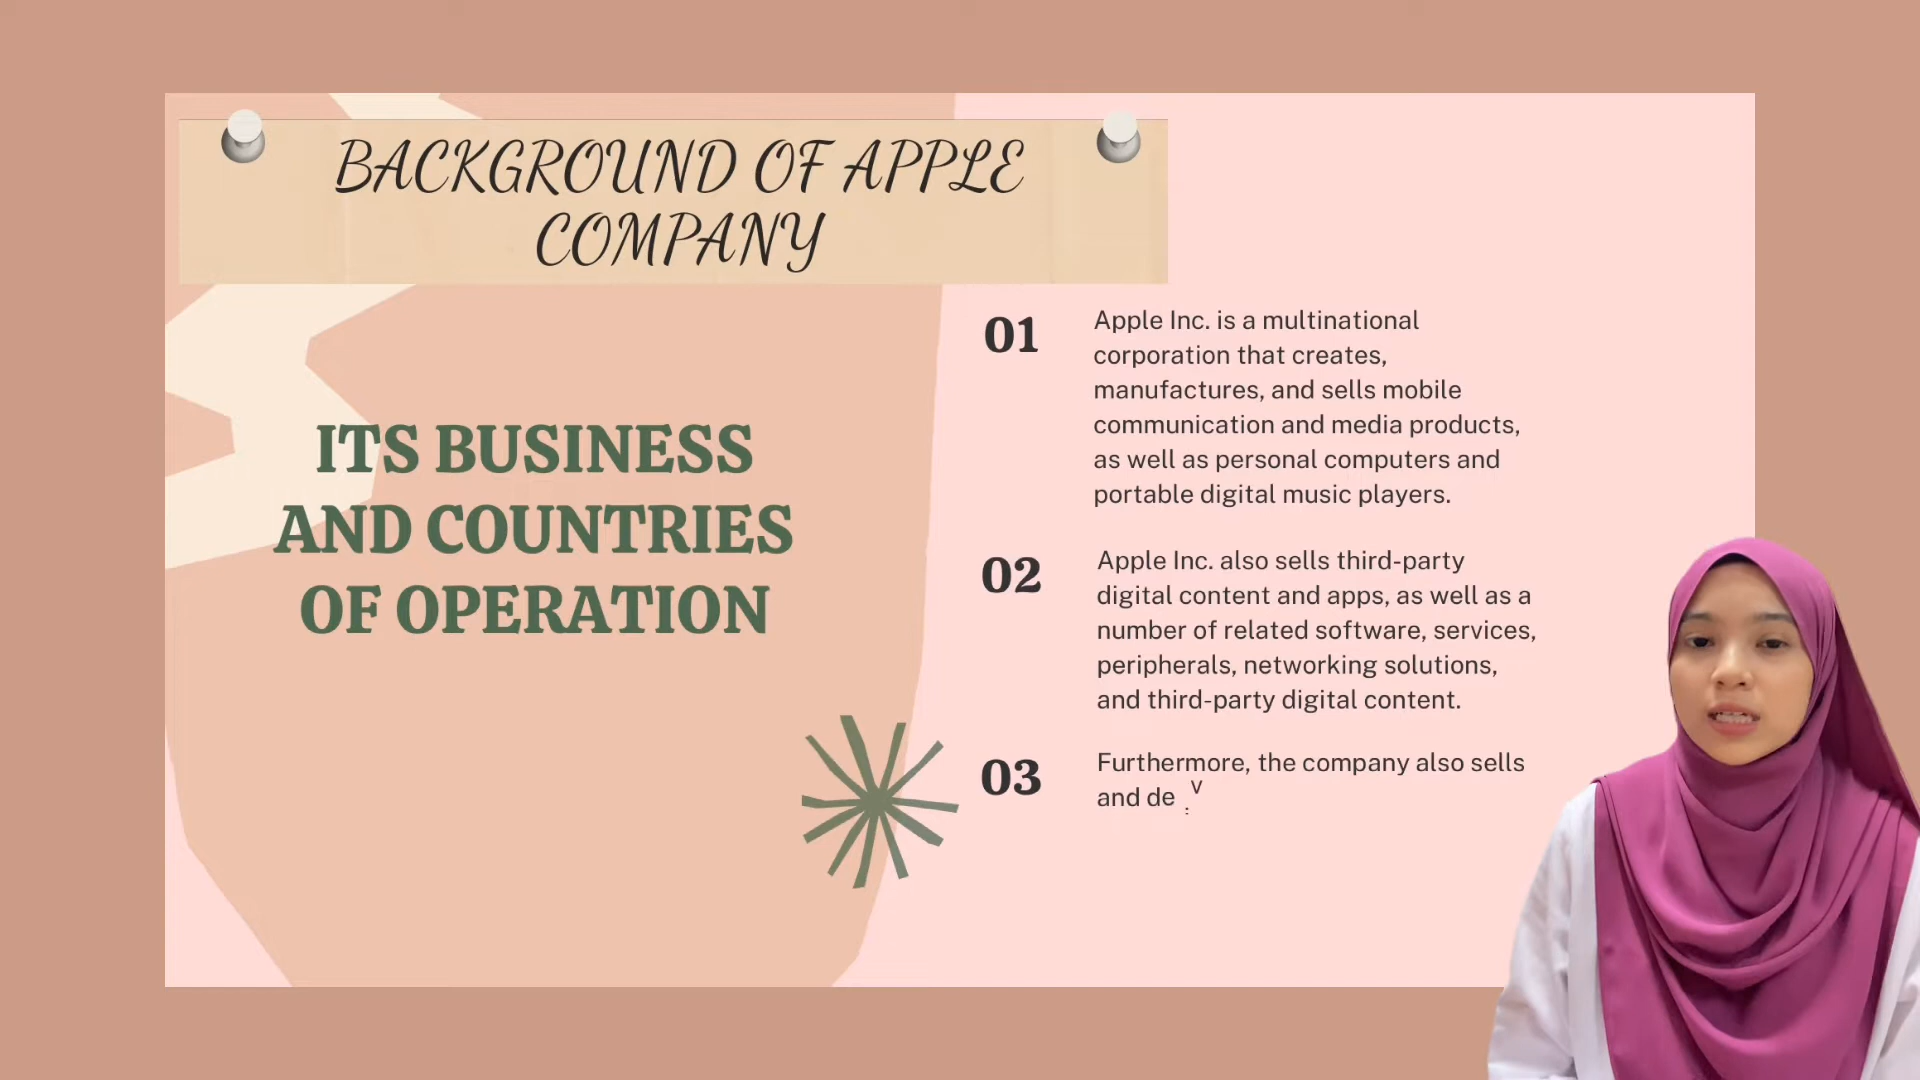 BACKGROUND OF APPLE
COMPANY
ITS BUSINESS
AND COUNTRIES
OF OPERATION
01
Apple Inc. is a multinational
corporation that creates,
manufactures, and sells mobile
communication and media products,
as well as personal computers and
portable digital music players.
02
Apple Inc. also sells third-party
digital content and apps, as well as a
number of related software, services,
peripherals, networking solutions,
and third-party digital content.
03
Furthermore, the company also sells
and de v